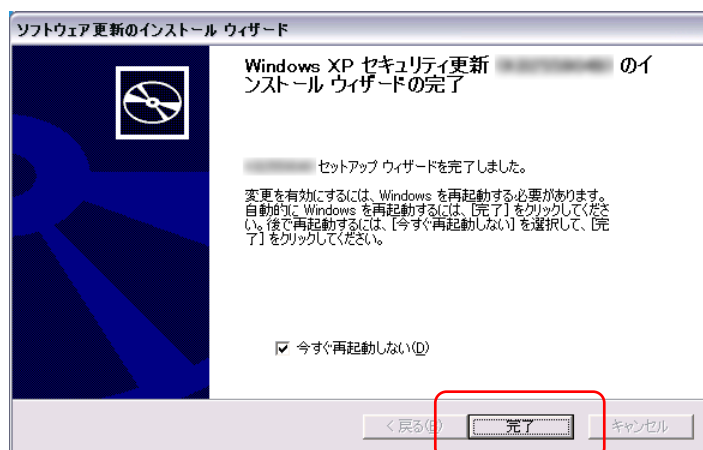 ソフトウェア更新のインストール ウィザード
Windows XP セキュリティ更新 のイ
ンストール ウィザードの完了
セットアップ ウィザードを完了しました。
変更を有効にするには、Windows を再起動する必要があります。
自動的に Windows を再起動するには、[完了] をクリックしてくださ
い。後で再起動するには、[今すぐ再起動しない] を選択して、[完
了] をクリックしてください。
今すぐ再起動しない(D)
< 戻る(B) 完了 キャンセル